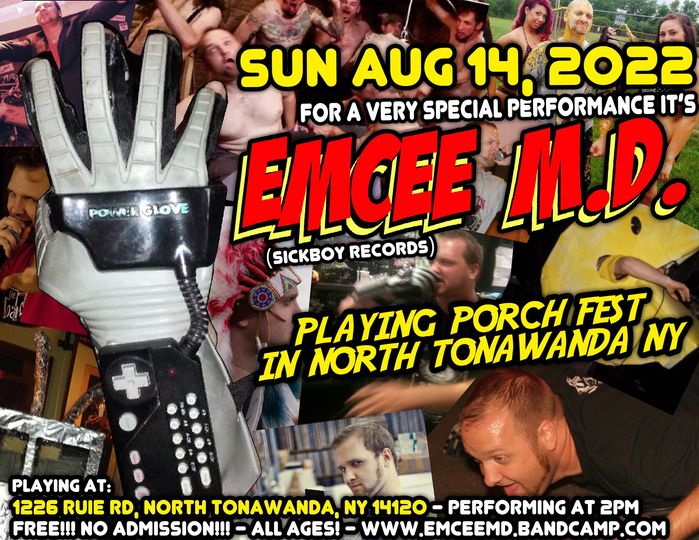 SUN AUG 14, 2022
FOR A VERY SPECIAL PERFORMANCE IT'S
EMCEE M.D.
(SICKBOY RECORDS)
POWER GLOVE
PLAYING PORCH FEST
IN NORTH TONAWANDA NY
PLAYING AT:
1226 RUIE RD, NORTH TONAWANDA, NY 14120 – PERFORMING AT 2PM
FREE!!! NO ADMISSION!!! – ALL AGES! – WWW.EMCEEMD.BANDCAMP.COM